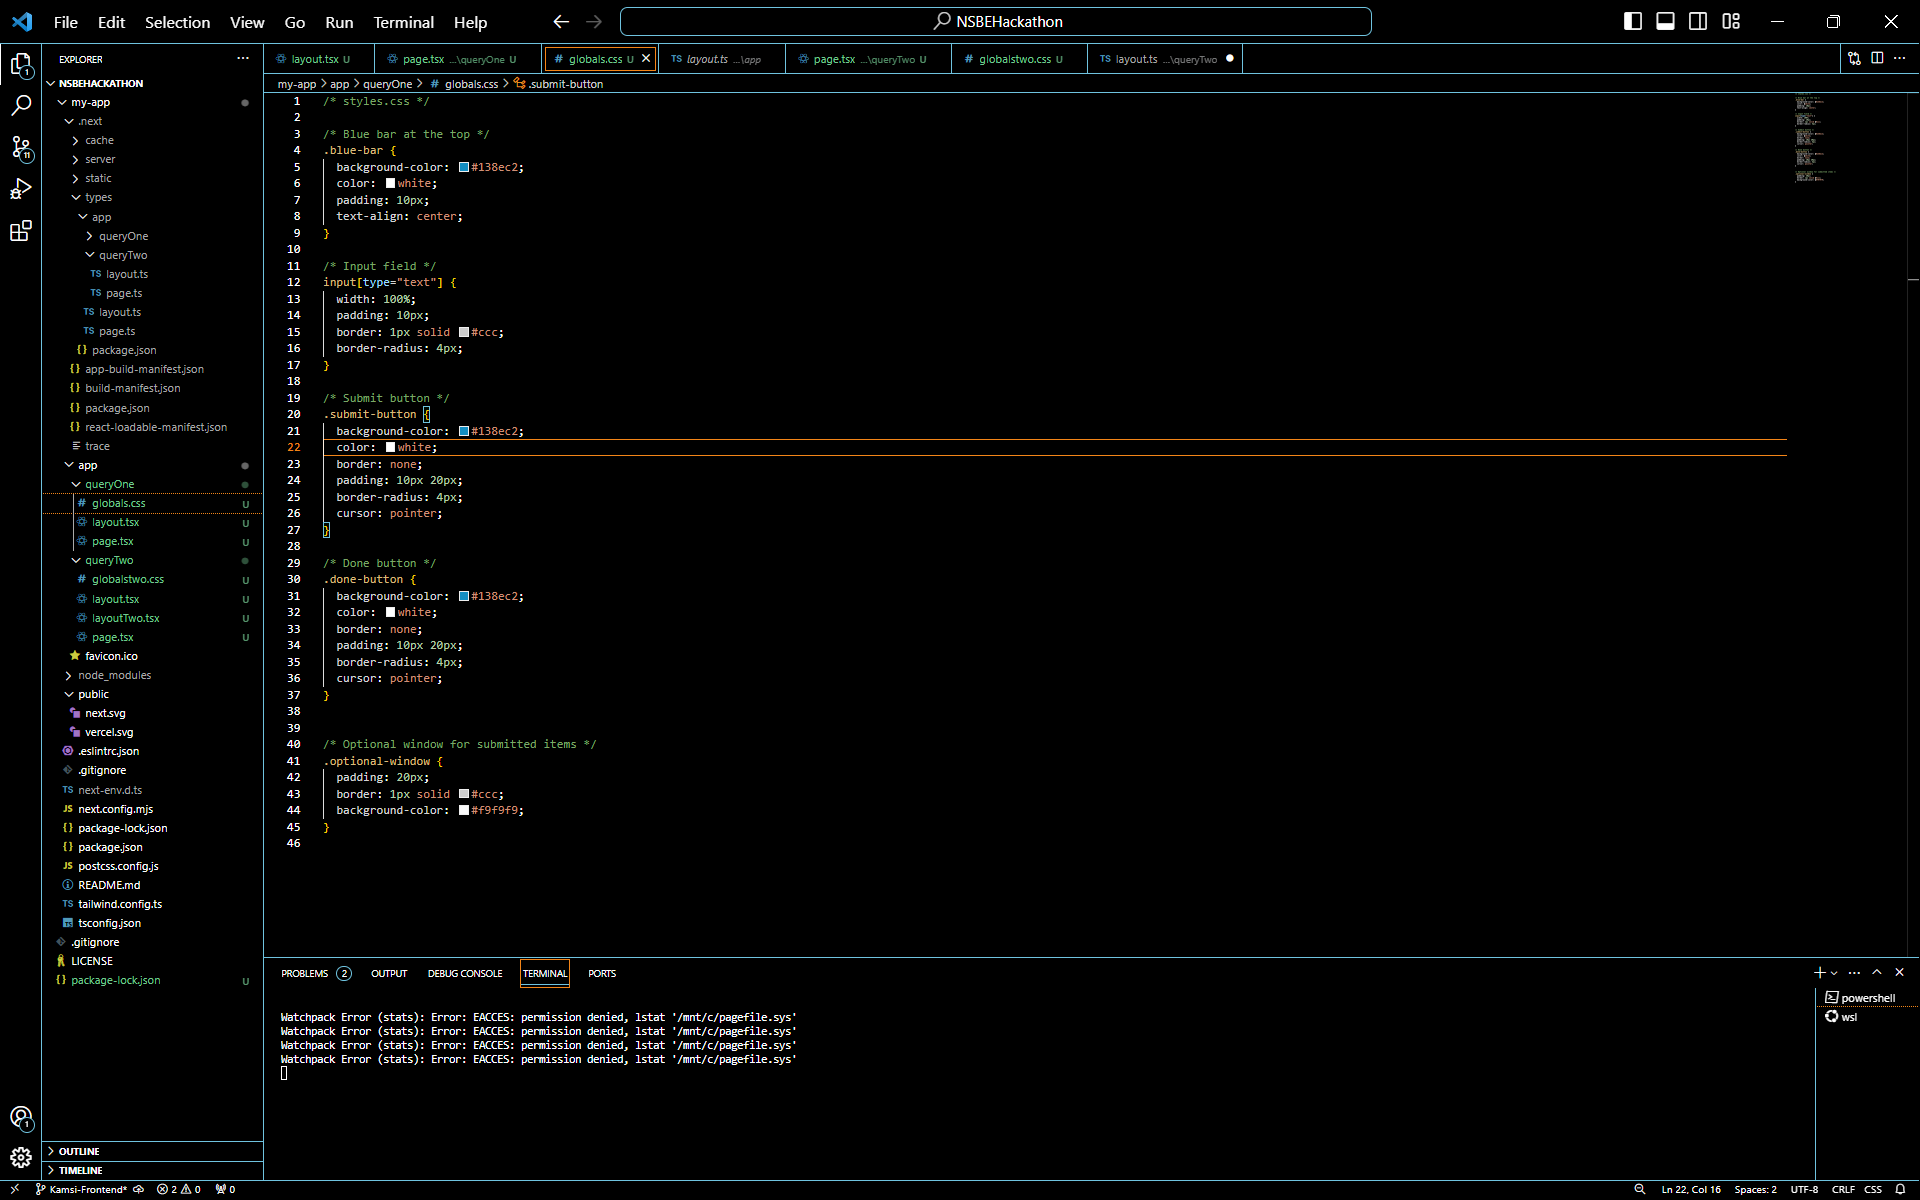 File Edit Selection View Go Run Terminal Help NSBEHackathon
EXPLORER
NSBEHACKATHON
my-app
.next
cache
server
static
types
app
queryOne
queryTwo
TS layout.ts
TS page.ts
TS layout.ts
TS page.ts
{} package.json
{} app-build-manifest.json
{} build-manifest.json
{} package.json
{} react-loadable-manifest.json
trace
app
queryOne
# globals.css U
layout.tsx U
page.tsx U
queryTwo
# globalstwo.css U
layout.tsx U
layoutTwo.tsx U
page.tsx U
favicon.ico
node_modules
public
next.svg
vercel.svg
.eslintrc.json
.gitignore
TS next-env.d.ts
JS next.config.mjs
{} package-lock.json
{} package.json
JS postcss.config.js
README.md
TS tailwind.config.ts
tsconfig.json
.gitignore
LICENSE
{} package-lock.json U
OUTLINE
TIMELINE
layout.tsx U page.tsx ...\queryOne U # globals.css U TS layout.ts ...\app page.tsx ...\queryTwo U # globalstwo.css U TS layout.ts ...\queryTwo
my-app > app > queryOne > # globals.css > .submit-button
1 /* styles.css */
2
3 /* Blue bar at the top */
4 .blue-bar {
5 background-color: #138ec2;
6 color: white;
7 padding: 10px;
8 text-align: center;
9 }
10
11 /* Input field */
12 input[type="text"] {
13 width: 100%;
14 padding: 10px;
15 border: 1px solid #ccc;
16 border-radius: 4px;
17 }
18
19 /* Submit button */
20 .submit-button {
21 background-color: #138ec2;
22 color: white;
23 border: none;
24 padding: 10px 20px;
25 border-radius: 4px;
26 cursor: pointer;
27 }
28
29 /* Done button */
30 .done-button {
31 background-color: #138ec2;
32 color: white;
33 border: none;
34 padding: 10px 20px;
35 border-radius: 4px;
36 cursor: pointer;
37 }
38
39
40 /* Optional window for submitted items */
41 .optional-window {
42 padding: 20px;
43 border: 1px solid #ccc;
44 background-color: #f9f9f9;
45 }
46
PROBLEMS 2 OUTPUT DEBUG CONSOLE TERMINAL PORTS
Watchpack Error (stats): Error: EACCES: permission denied, lstat '/mnt/c/pagefile.sys'
Watchpack Error (stats): Error: EACCES: permission denied, lstat '/mnt/c/pagefile.sys'
Watchpack Error (stats): Error: EACCES: permission denied, lstat '/mnt/c/pagefile.sys'
Watchpack Error (stats): Error: EACCES: permission denied, lstat '/mnt/c/pagefile.sys'
powershell
wsl
Kamsi-Frontend* 2 0 0 Ln 22, Col 16 Spaces: 2 UTF-8 CRLF CSS